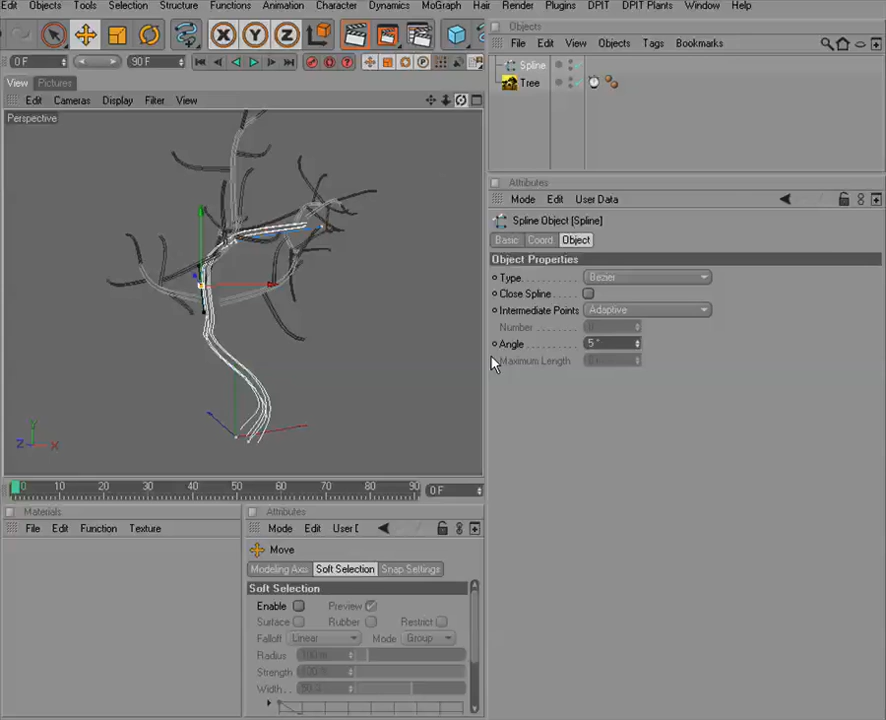 Edit Objects Tools Selection Structure Functions Animation Character Dynamics MoGraph Hair Render Plugins DPIT DPIT Plants Window Help
Objects
File Edit View Objects Tags Bookmarks
0 F 90 F
Spline
View Pictures
Tree
Edit Cameras Display Filter View
Perspective
Attributes
Mode Edit User Data
Spline Object [Spline]
Basic Coord Object
Object Properties
Type Bezier
Close Spline
Intermediate Points Adaptive
Number
Angle 5 °
Maximum Length
Y
Z X
0 10 20 30 40 50 60 70 80 90 0 F
Materials
Attributes
File Edit Function Texture
Mode Edit User D
Move
Modeling Axis Soft Selection Snap Settings
Soft Selection
Enable Preview
Surface Rubber Restrict
Falloff Linear Mode Group
Radius
Strength
Width